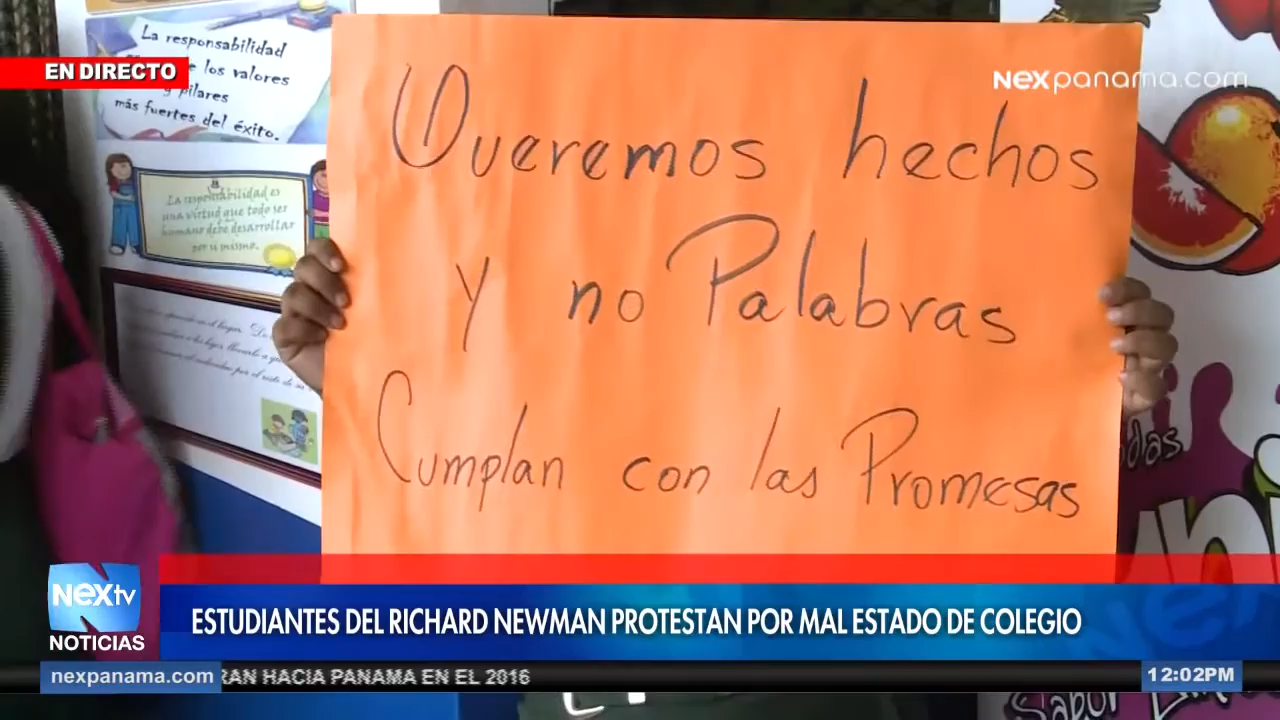 La responsabilidad
los valores
y pilares
más fuertes del éxito.
EN DIRECTO
NEXpanama.com
La responsabilidad es
una virtud que todo ser
humano debe desarrollar
por si mismo.
Queremos hechos
y no Palabras
Cumplan con las Promesas
NEXtv
NOTICIAS
ESTUDIANTES DEL RICHARD NEWMAN PROTESTAN POR MAL ESTADO DE COLEGIO
nexpanama.com
RAN HACIA PANAMA EN EL 2016
12:02PM